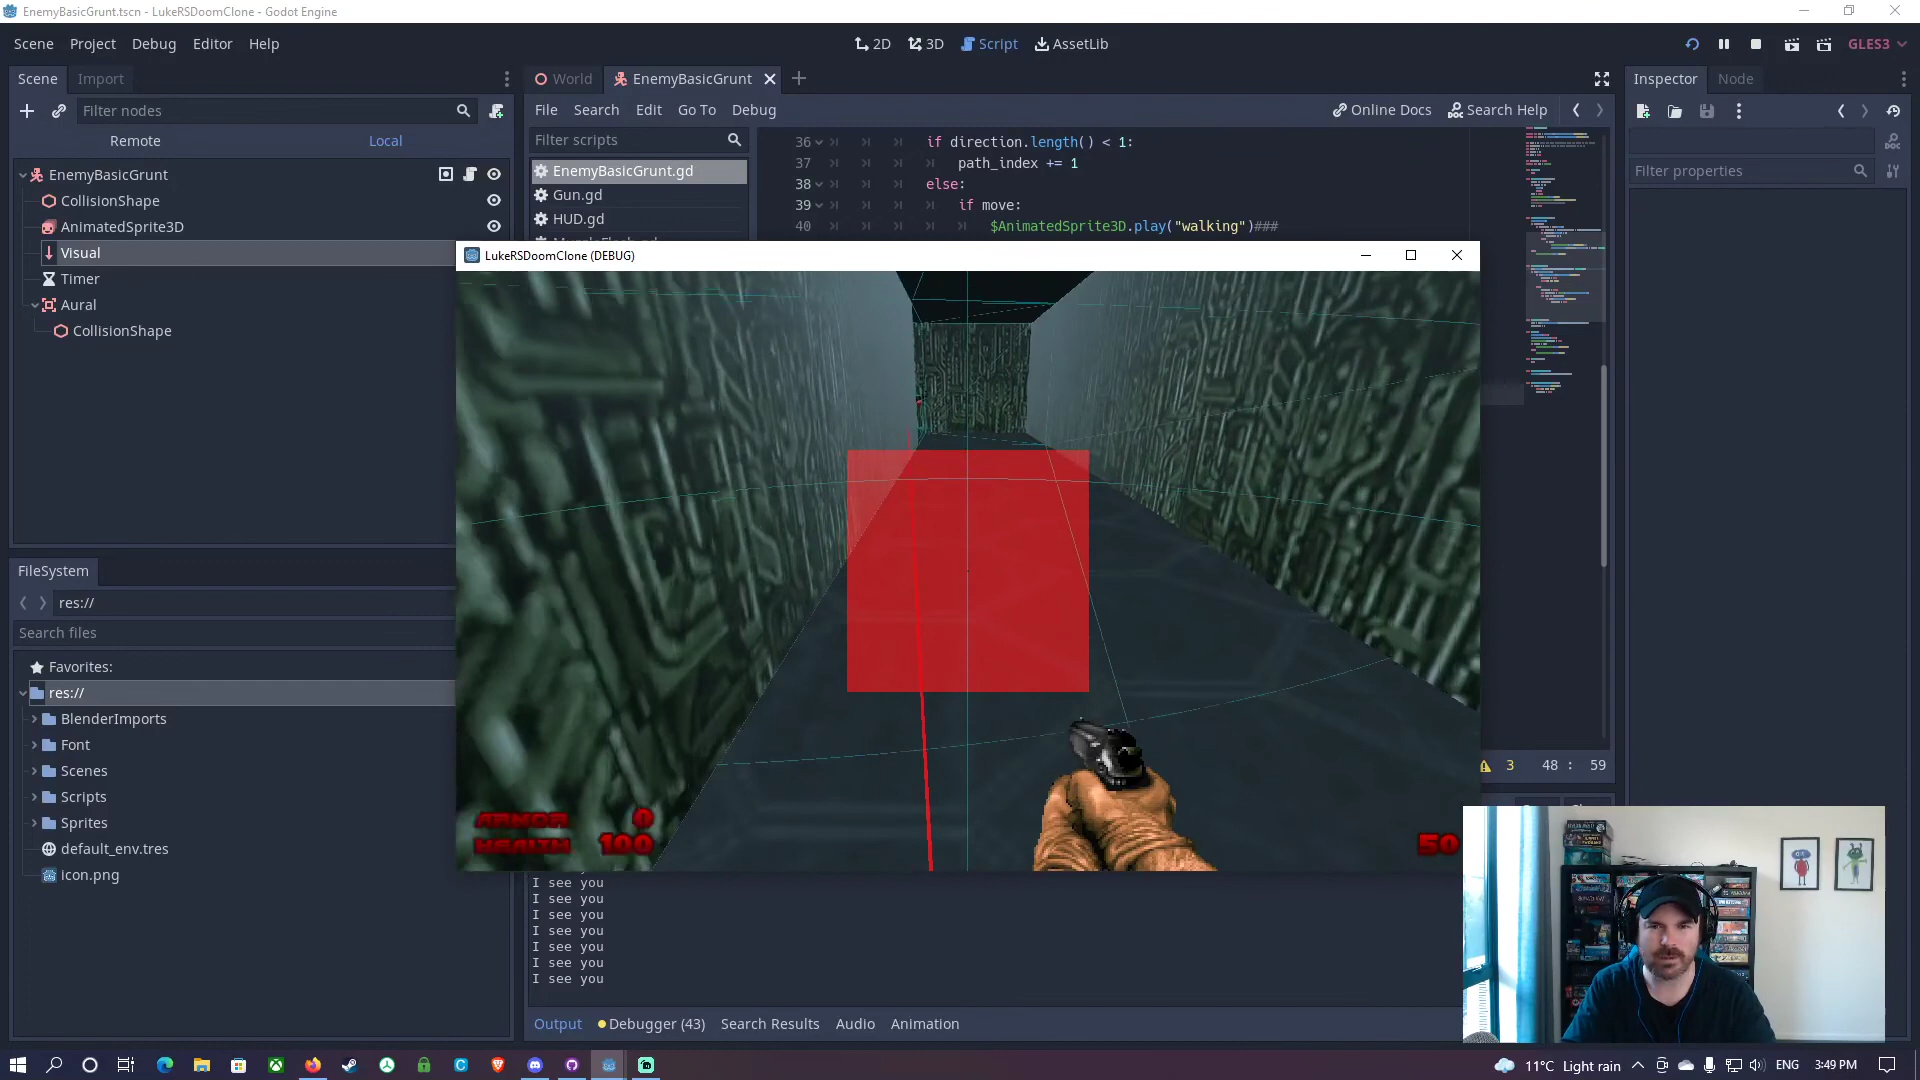 EnemyBasicGrunt.tscn - LukeRSDoomClone - Godot Engine
Scene Project Debug Editor Help
2D 3D Script AssetLib
GLES3
Scene Import
World EnemyBasicGrunt
Inspector Node
Filter nodes
File Search Edit Go To Debug
Online Docs Search Help
Remote Local
Filter scripts
Filter properties
EnemyBasicGrunt
CollisionShape
AnimatedSprite3D
Visual
Timer
Aural
CollisionShape
EnemyBasicGrunt.gd
Gun.gd
HUD.gd
36 if direction.length() < 1:
37 path_index += 1
38 else:
39 if move:
40 $AnimatedSprite3D.play("walking")###
LukeRSDoomClone (DEBUG)
ARMOR 0
HEALTH 100
50
3 48 : 59
FileSystem
res://
Search files
Favorites:
res://
BlenderImports
Font
Scenes
Scripts
Sprites
default_env.tres
icon.png
I see you
I see you
I see you
I see you
I see you
I see you
I see you
Output Debugger (43) Search Results Audio Animation
11°C Light rain ENG 3:49 PM